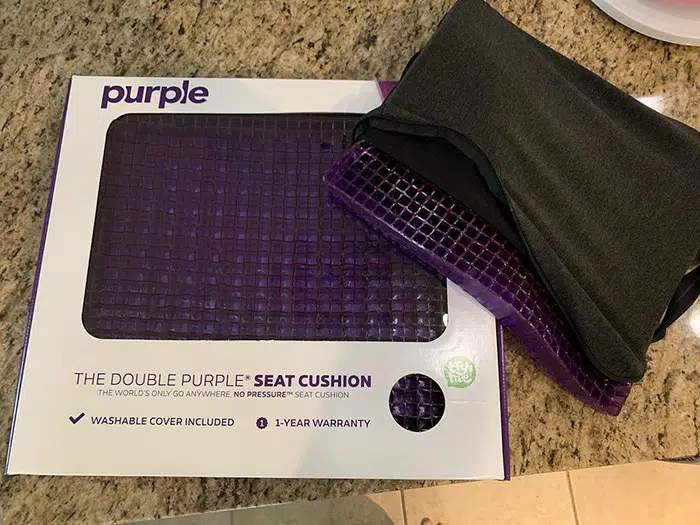 purple
THE DOUBLE PURPLE® SEAT CUSHION
THE WORLD'S ONLY GO ANYWHERE, NO PRESSURE™ SEAT CUSHION
WASHABLE COVER INCLUDED
1 1-YEAR WARRANTY